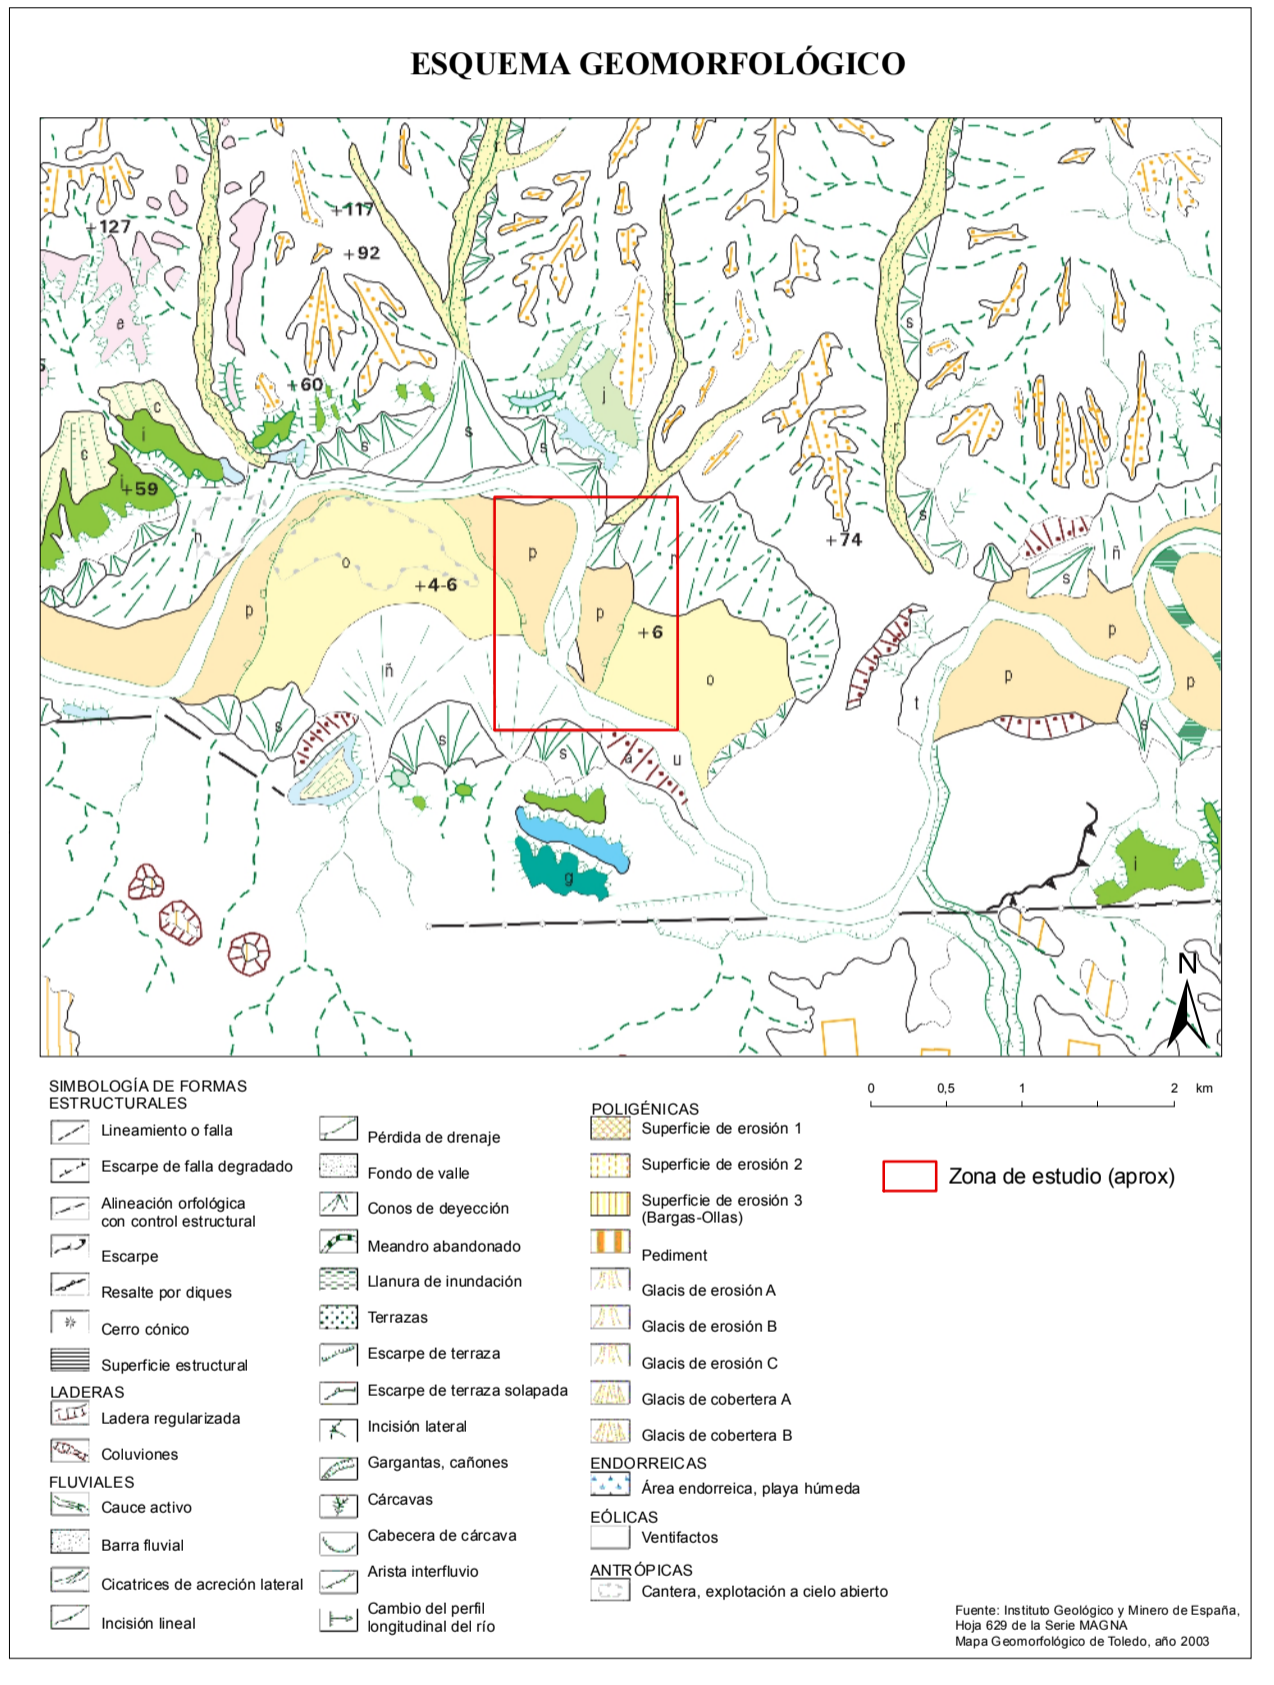 ESQUEMA GEOMORFOLÓGICO
+117
+127
+92
e
s
j
+60
c
i
s
s
s
c
i
+59
r
s
+74
h
p
o
+4-6
ñ
s
p
p
p
+6
ñ
o
p
p
t
s
s
s
s
a
u
g
i
N
SIMBOLOGÍA DE FORMAS
ESTRUCTURALES
Lineamiento o falla
Escarpe de falla degradado
Alineación orfológica
con control estructural
Escarpe
Resalte por diques
Cerro cónico
Superficie estructural
LADERAS
Ladera regularizada
Coluviones
FLUVIALES
Cauce activo
Barra fluvial
Cicatrices de acreción lateral
Incisión lineal
Pérdida de drenaje
Fondo de valle
Conos de deyección
Meandro abandonado
Llanura de inundación
Terrazas
Escarpe de terraza
Escarpe de terraza solapada
Incisión lateral
Gargantas, cañones
Cárcavas
Cabecera de cárcava
Arista interfluvio
Cambio del perfil
longitudinal del río
POLIGÉNICAS
Superficie de erosión 1
Superficie de erosión 2
Superficie de erosión 3
(Bargas-Ollas)
Pediment
Glacis de erosión A
Glacis de erosión B
Glacis de erosión C
Glacis de cobertera A
Glacis de cobertera B
ENDORREICAS
Área endorreica, playa húmeda
EÓLICAS
Ventifactos
ANTRÓPICAS
Cantera, explotación a cielo abierto
0 0,5 1 2 km
Zona de estudio (aprox)
Fuente: Instituto Geológico y Minero de España,
Hoja 629 de la Serie MAGNA
Mapa Geomorfológico de Toledo, año 2003